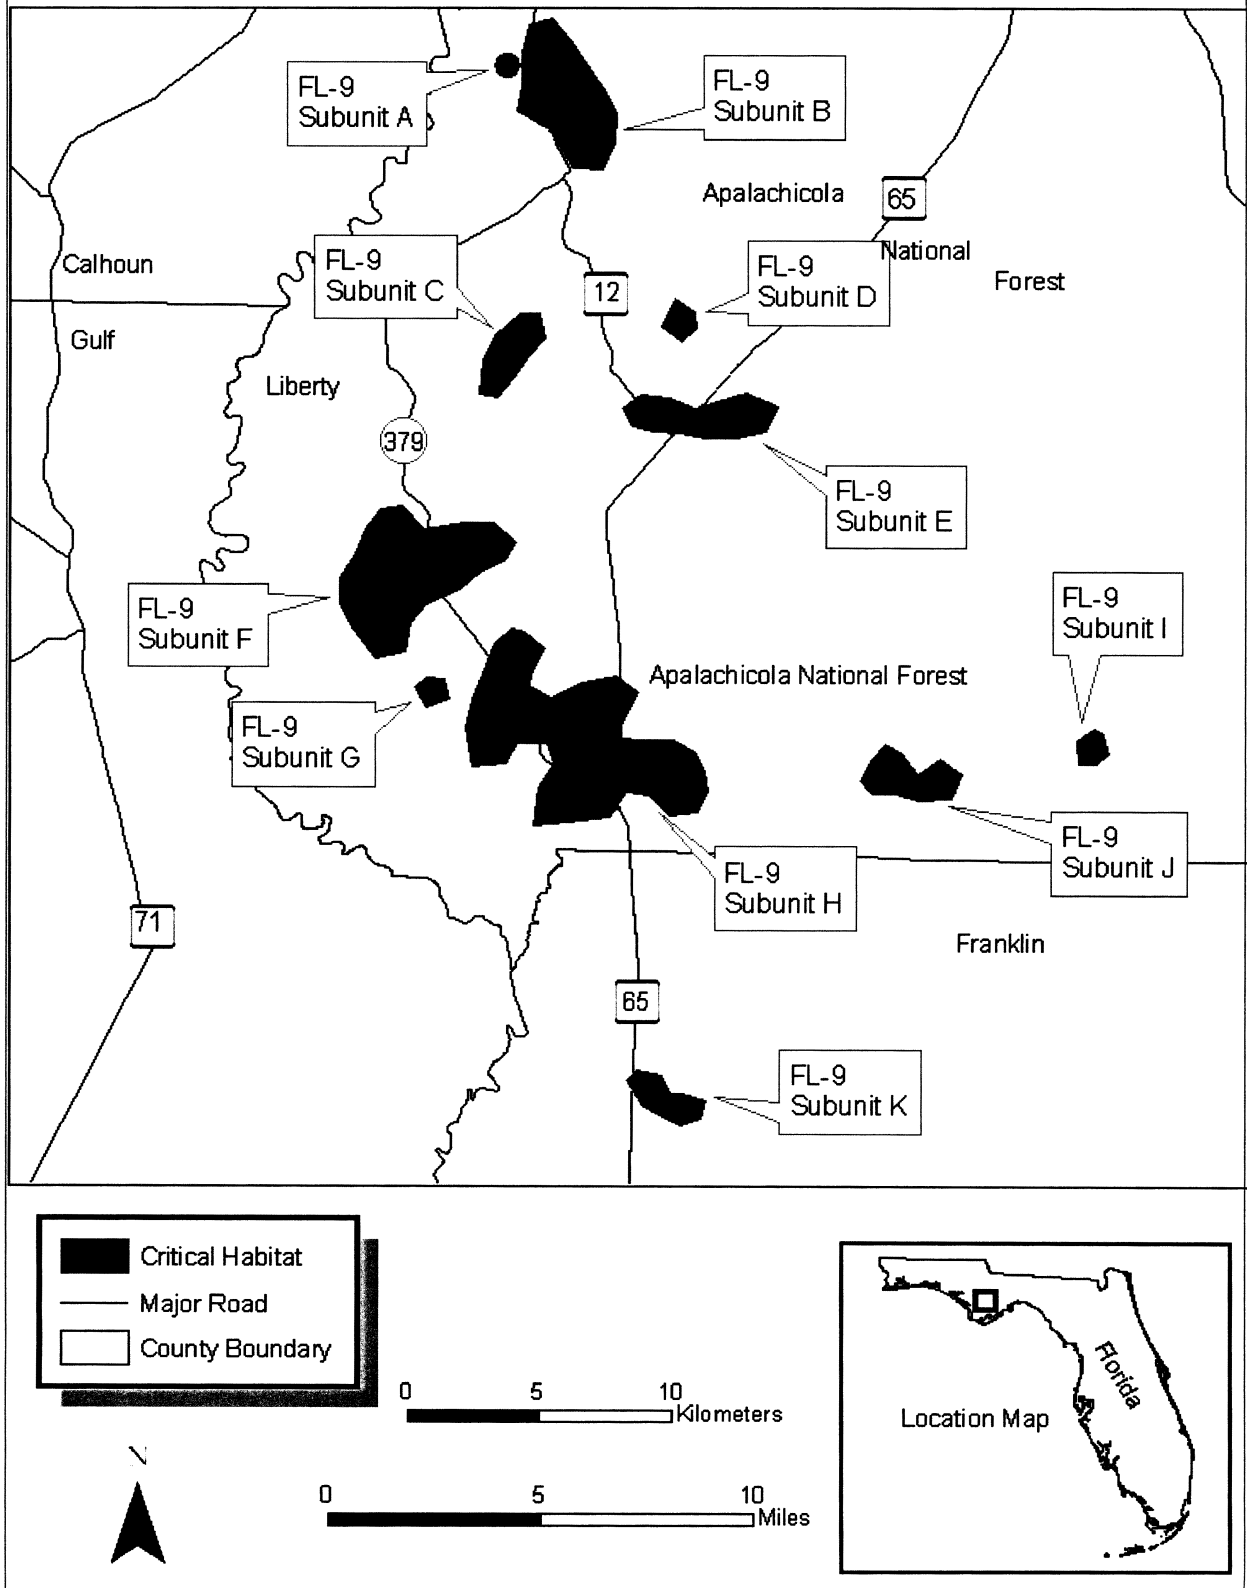 FL-9
Subunit A
FL-9
Subunit B
Apalachicola
65
National
Forest
Calhoun
FL-9
Subunit C
12
FL-9
Subunit D
Gulf
Liberty
379
FL-9
Subunit E
FL-9
Subunit F
FL-9
Subunit I
Apalachicola National Forest
FL-9
Subunit G
FL-9
Subunit J
FL-9
Subunit H
71
Franklin
65
FL-9
Subunit K
Critical Habitat
Major Road
County Boundary
0 5 10
Kilometers
N
0 5 10
Miles
Florida
Location Map